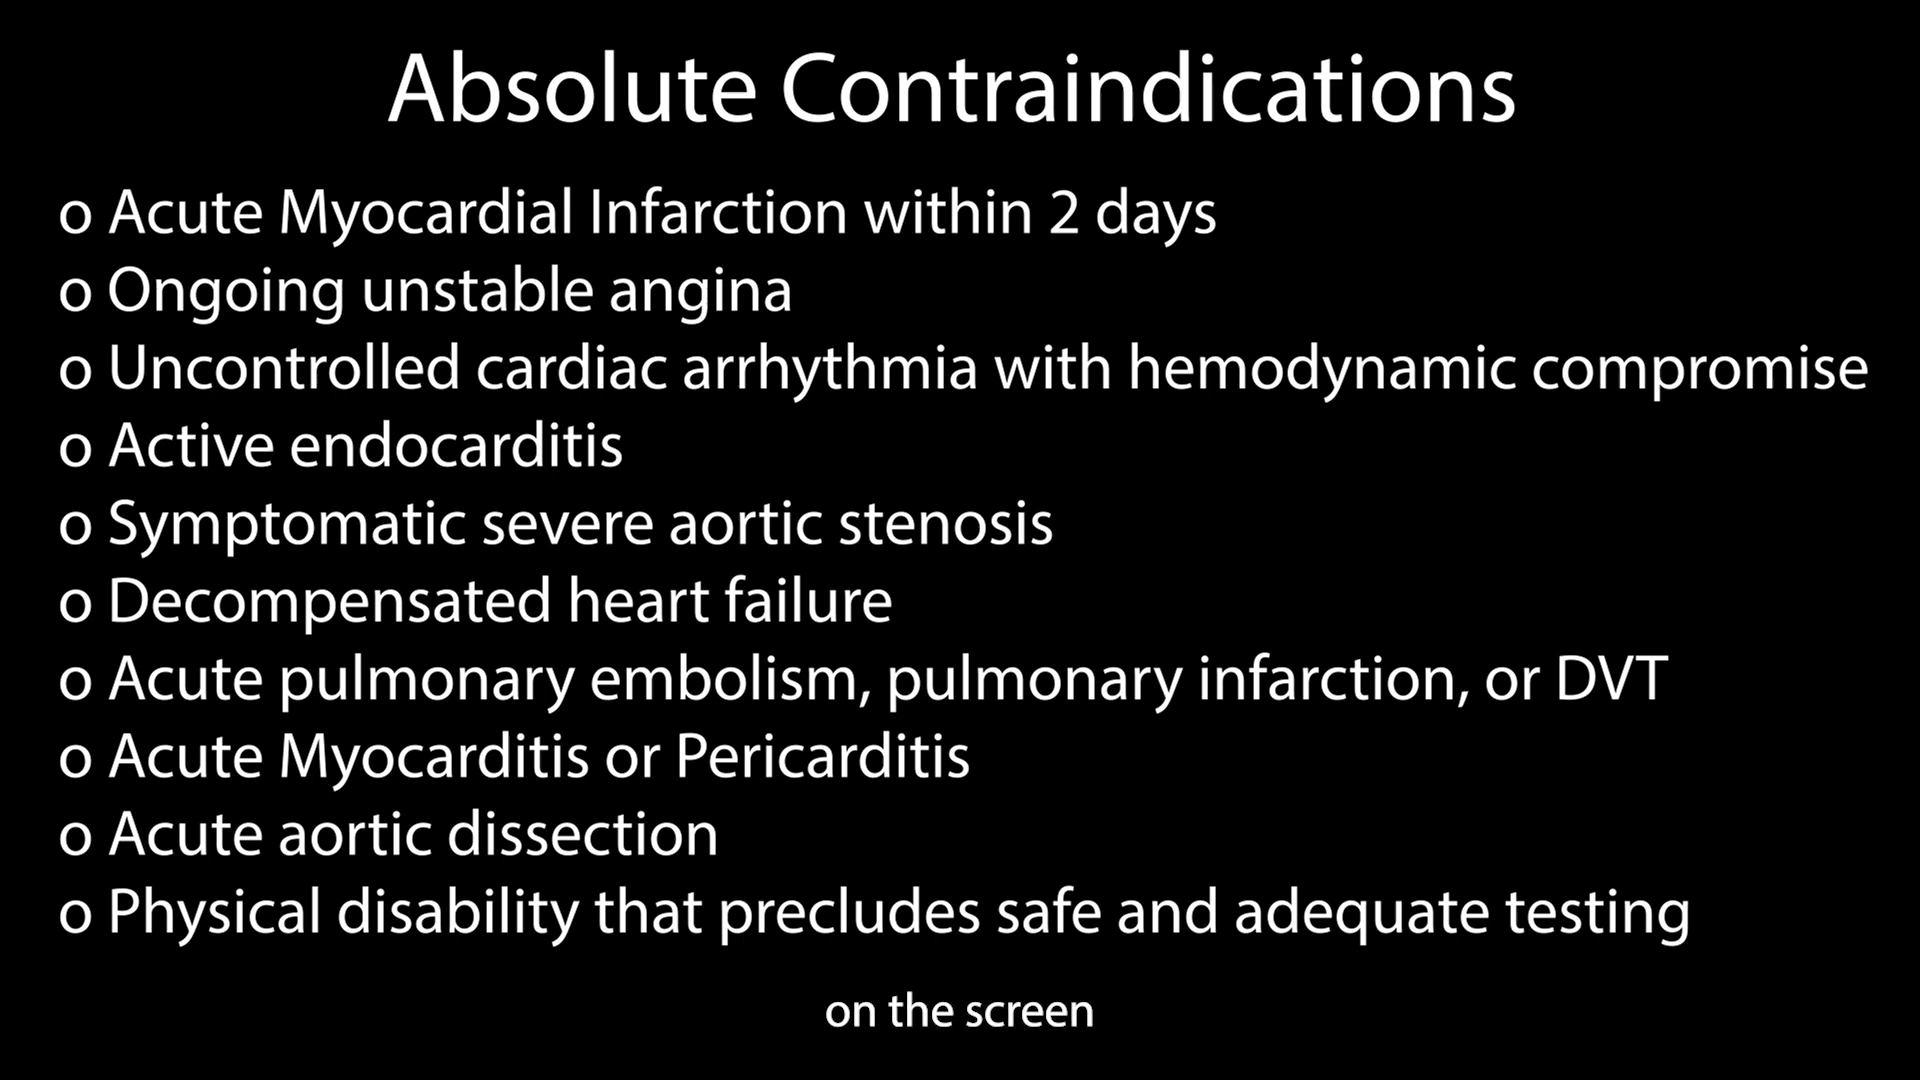 Absolute Contraindications
o Acute Myocardial Infarction within 2 days
o Ongoing unstable angina
o Uncontrolled cardiac arrhythmia with hemodynamic compromise
o Active endocarditis
o Symptomatic severe aortic stenosis
o Decompensated heart failure
o Acute pulmonary embolism, pulmonary infarction, or DVT
o Acute Myocarditis or Pericarditis
o Acute aortic dissection
o Physical disability that precludes safe and adequate testing
on the screen